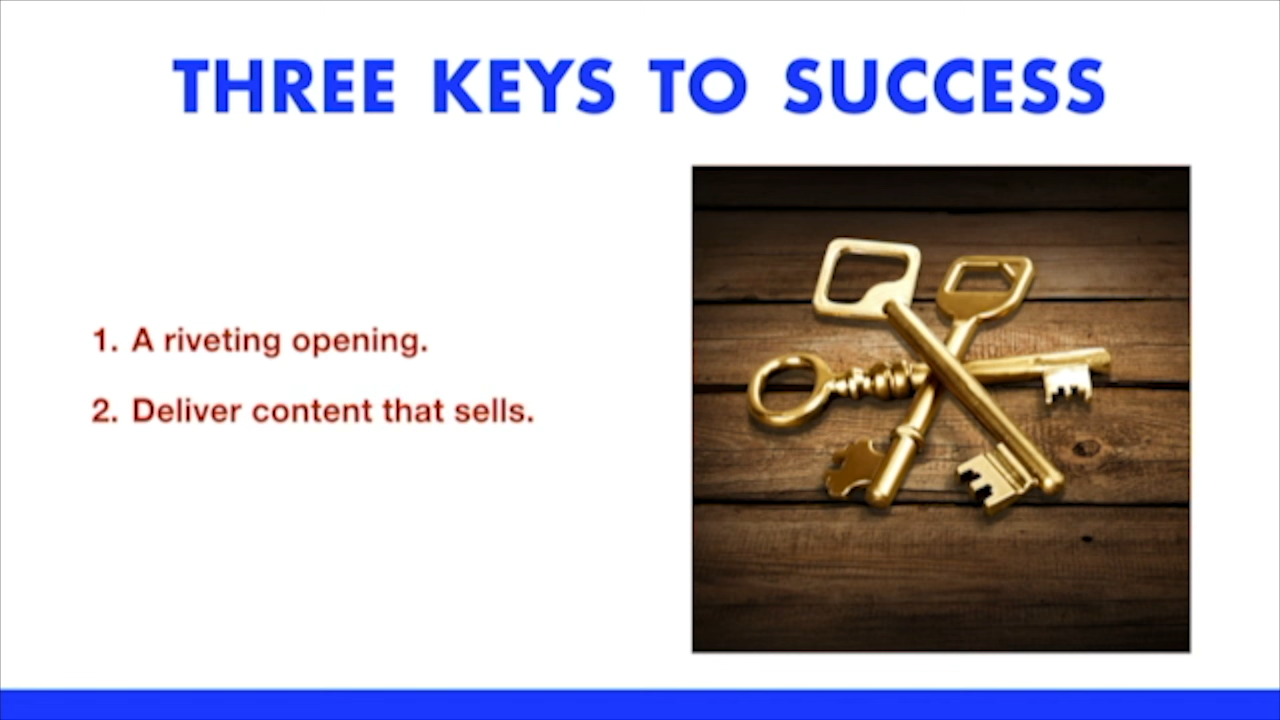 THREE KEYS TO SUCCESS
1. A riveting opening.
2. Deliver content that sells.